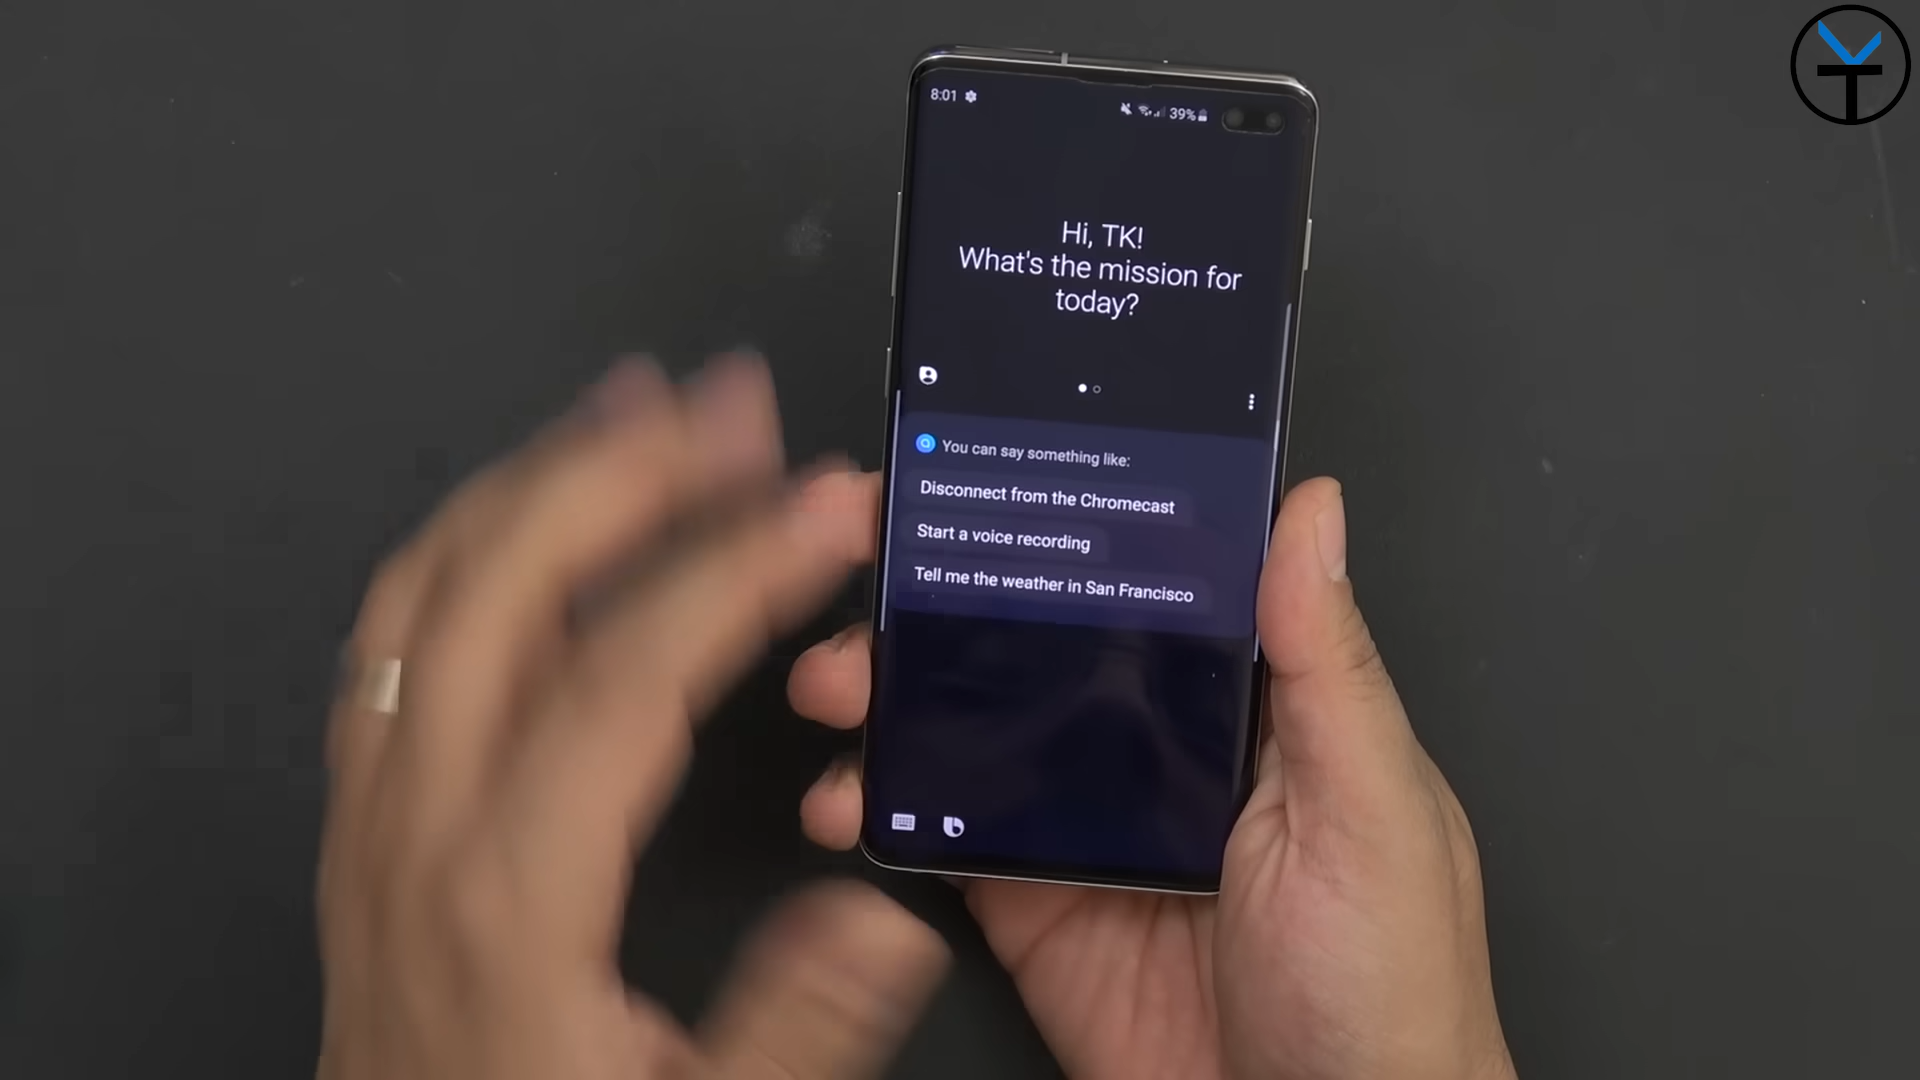 8:01
39%
Hi, TK!
What's the mission for
today?
You can say something like:
Disconnect from the Chromecast
Start a voice recording
Tell me the weather in San Francisco